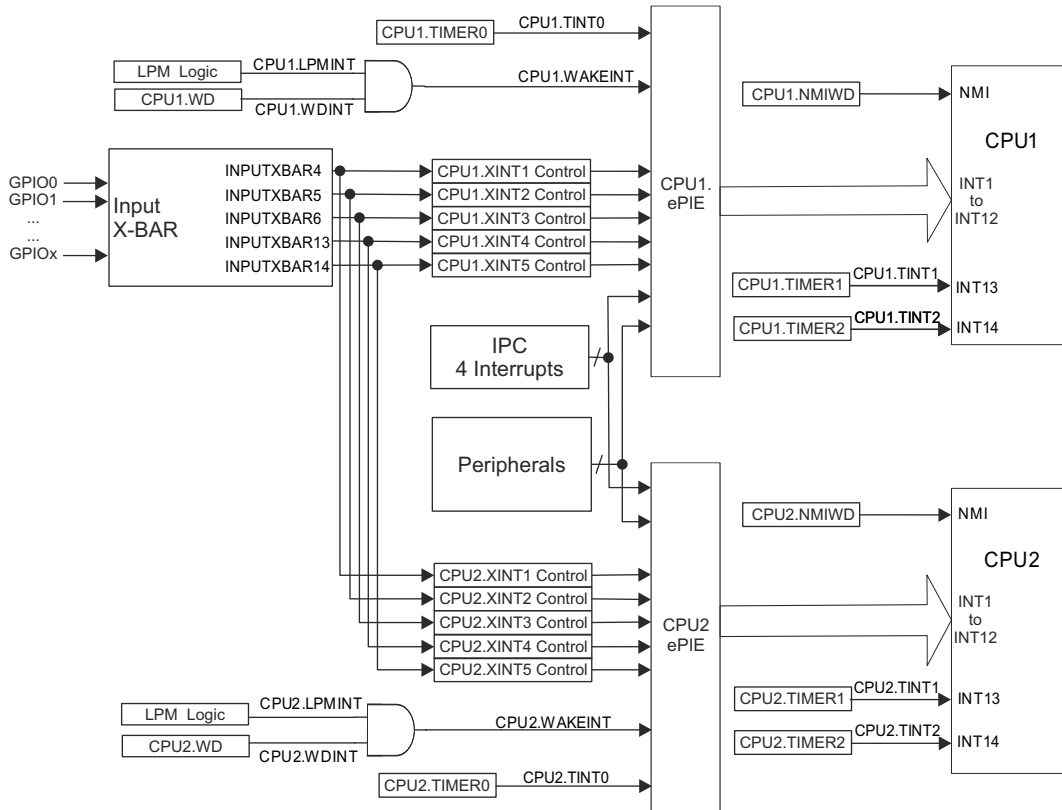 CPU1.TIMER0
CPU1.TINT0
LPM Logic
CPU1.LPMINT
CPU1.WD
CPU1.WDINT
CPU1.WAKEINT
CPU1.NMIWD
NMI
CPU1
GPIO0
GPIO1
...
...
GPIOx
Input
X-BAR
INPUTXBAR4
INPUTXBAR5
INPUTXBAR6
INPUTXBAR13
INPUTXBAR14
CPU1.XINT1 Control
CPU1.XINT2 Control
CPU1.XINT3 Control
CPU1.XINT4 Control
CPU1.XINT5 Control
CPU1.
ePIE
INT1
to
INT12
CPU1.TIMER1
CPU1.TINT1
INT13
CPU1.TIMER2
CPU1.TINT2
INT14
IPC
4 Interrupts
Peripherals
CPU2.NMIWD
NMI
CPU2
CPU2.XINT1 Control
CPU2.XINT2 Control
CPU2.XINT3 Control
CPU2.XINT4 Control
CPU2.XINT5 Control
CPU2
ePIE
INT1
to
INT12
CPU2.TIMER1
CPU2.TINT1
INT13
CPU2.TIMER2
CPU2.TINT2
INT14
LPM Logic
CPU2.LPMINT
CPU2.WD
CPU2.WDINT
CPU2.WAKEINT
CPU2.TIMER0
CPU2.TINT0